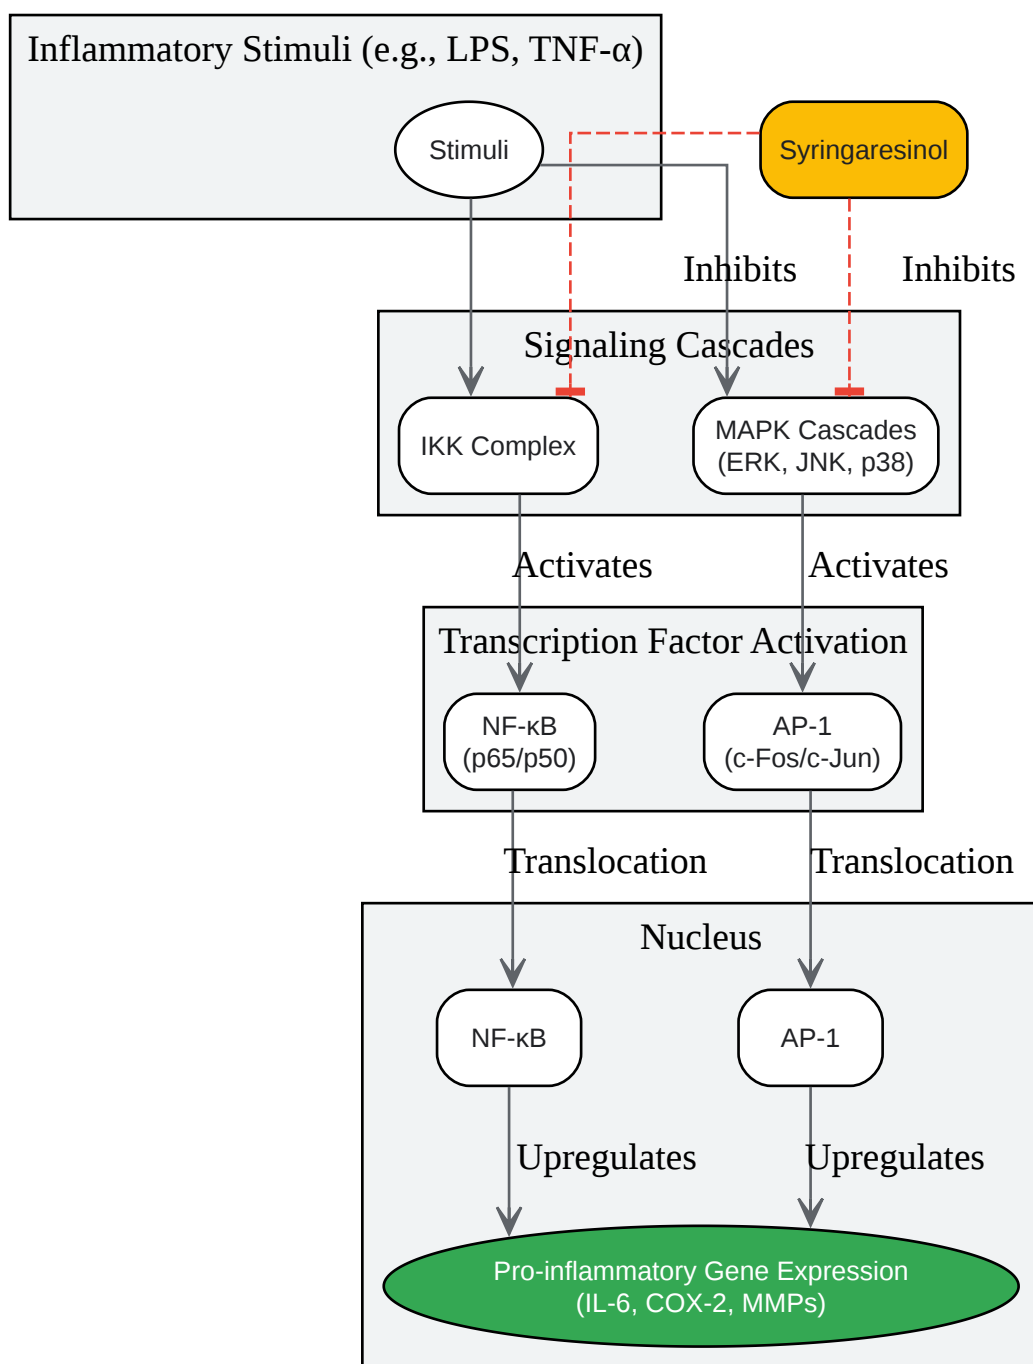 Inflammatory Stimuli (e.g., LPS, TNF-α)
Stimuli
Syringaresinol
Inhibits
Inhibits
Signaling Cascades
IKK Complex
MAPK Cascades
(ERK, JNK, p38)
Activates
Activates
Transcription Factor Activation
NF-κB
(p65/p50)
AP-1
(c-Fos/c-Jun)
Translocation
Translocation
Nucleus
NF-κB
AP-1
Upregulates
Upregulates
Pro-inflammatory Gene Expression
(IL-6, COX-2, MMPs)